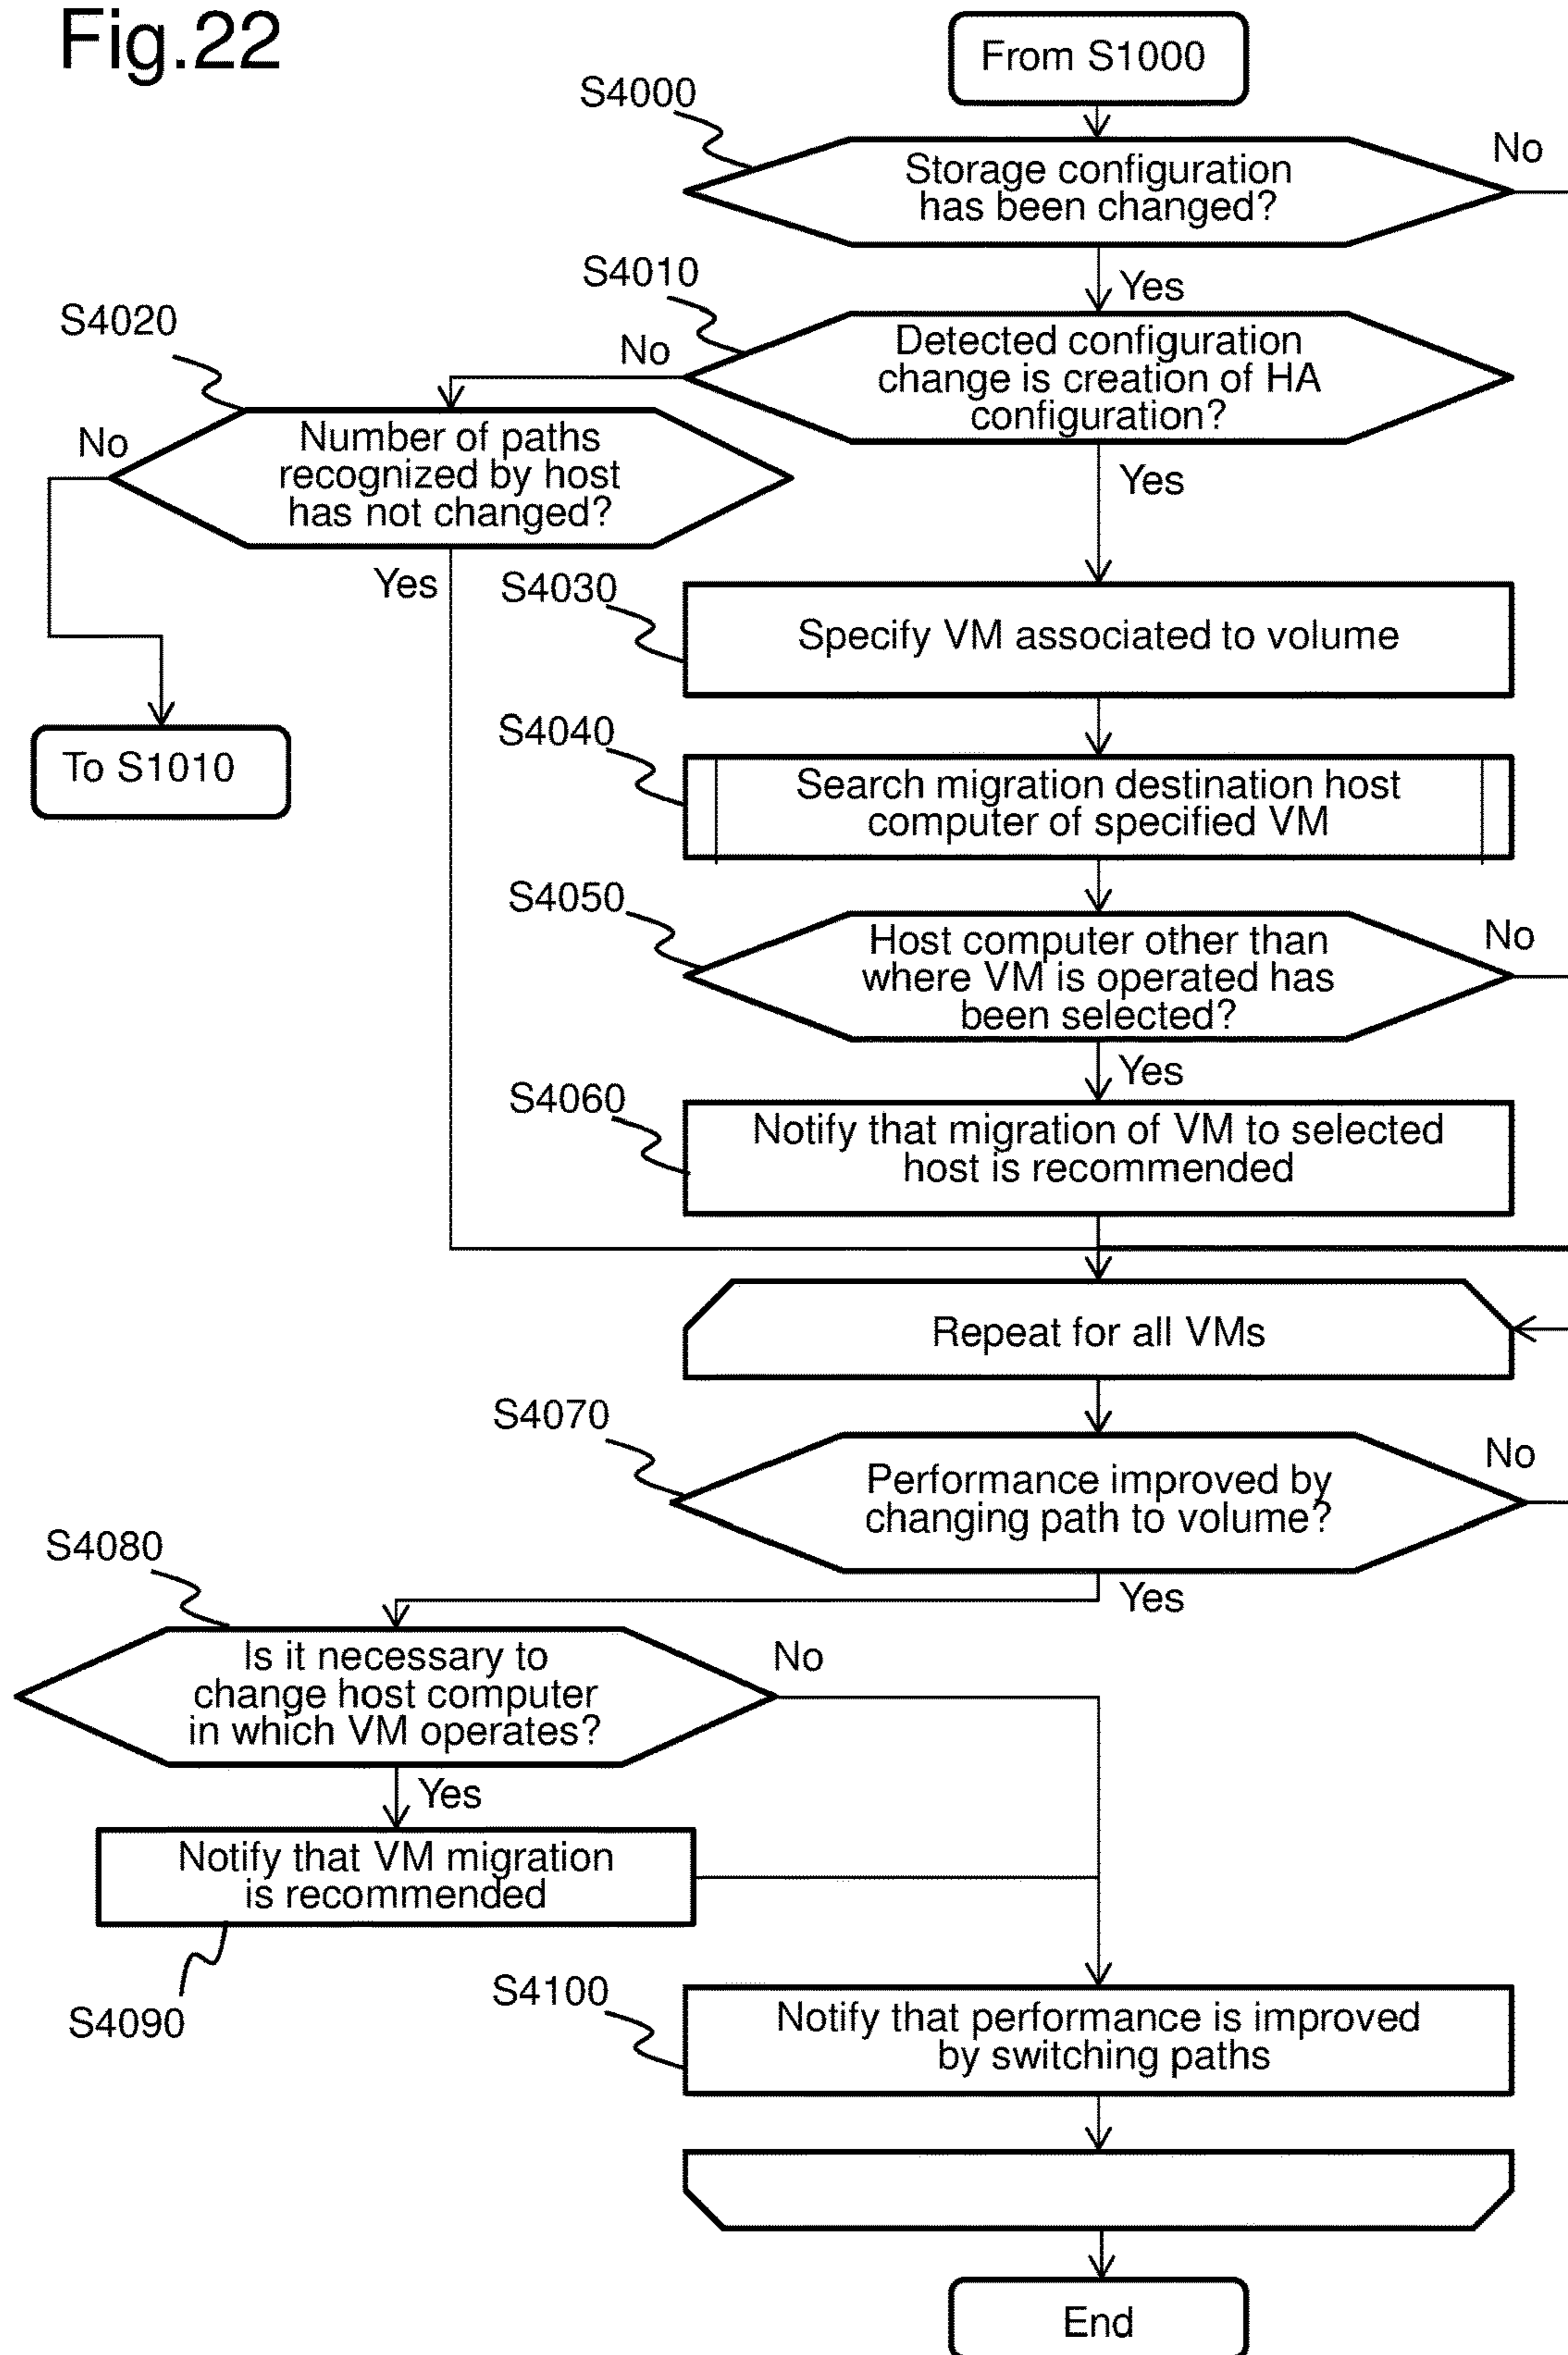 Fig.22
From S1000
S4000
Storage configuration
has been changed?
No
Yes
S4010
Detected configuration
change is creation of HA
configuration?
No
Yes
S4020
Number of paths
recognized by host
has not changed?
No
Yes
To S1010
S4030
Specify VM associated to volume
S4040
Search migration destination host
computer of specified VM
S4050
Host computer other than
where VM is operated has
been selected?
No
Yes
S4060
Notify that migration of VM to selected
host is recommended
Repeat for all VMs
S4070
Performance improved by
changing path to volume?
No
Yes
S4080
Is it necessary to
change host computer
in which VM operates?
No
Yes
Notify that VM migration
is recommended
S4090
S4100
Notify that performance is improved
by switching paths
End